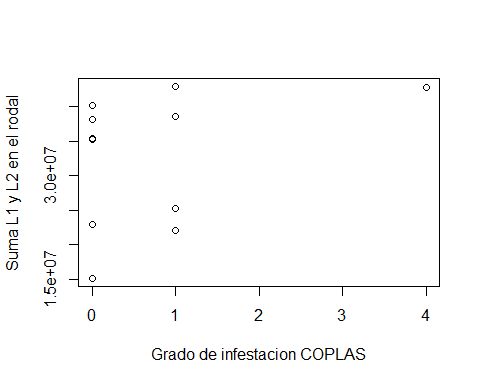 Suma L1 y L2 en el rodal
3.0e+07
1.5e+07
0 1 2 3 4
Grado de infestacion COPLAS